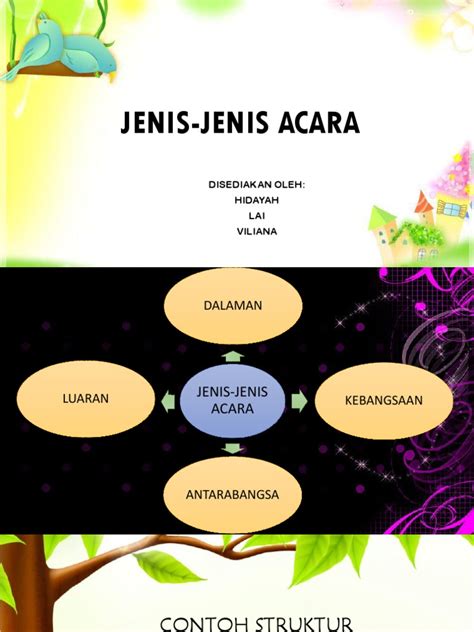 JENIS-JENIS ACARA
DISEDIAKAN OLEH:
HIDAYAH
LAI
VILIANA
DALAMAN
LUARAN
JENIS-JENIS
ACARA
KEBANGSAAN
ANTARABANGSA
CONTOH STRUKTUR